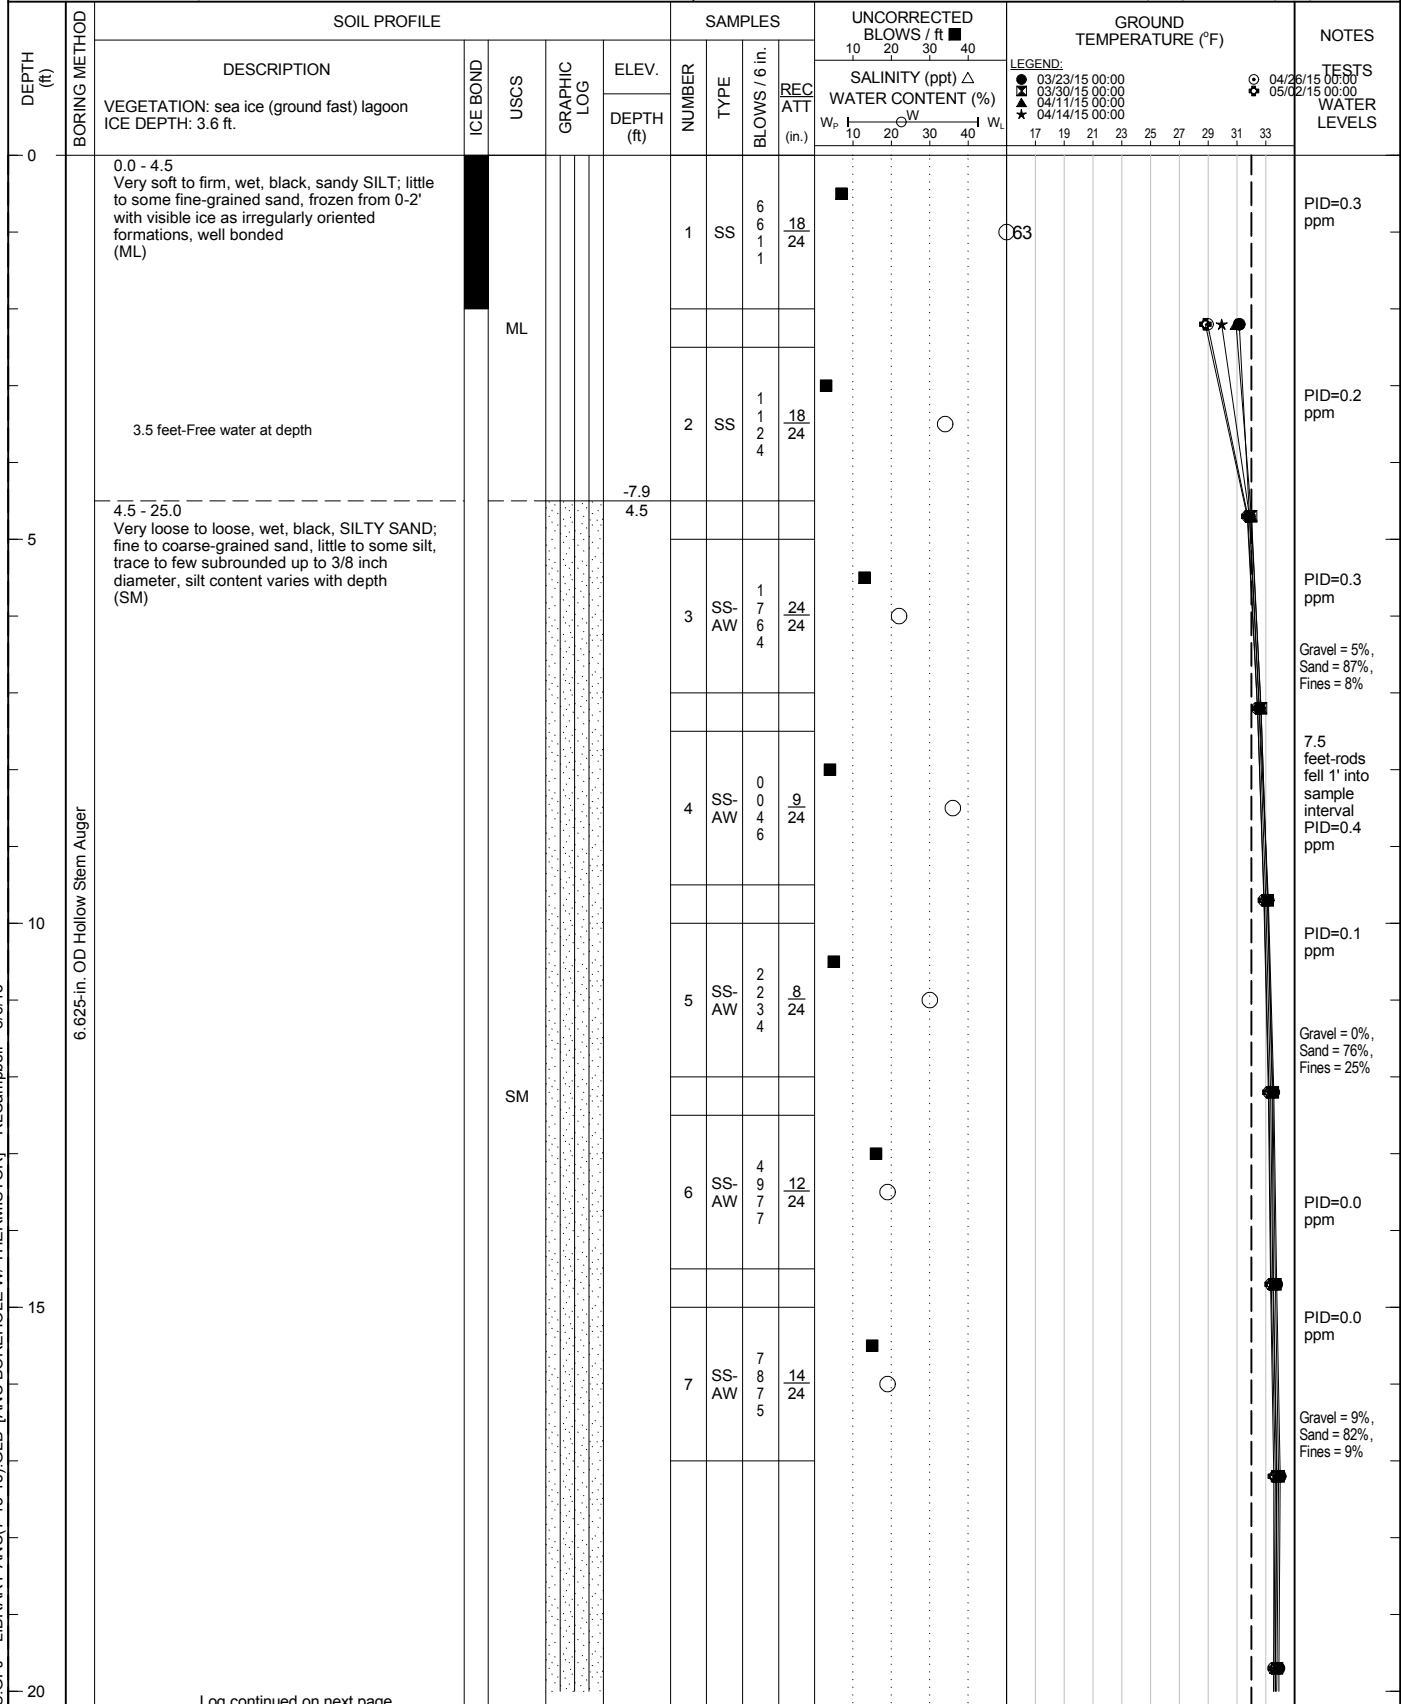 DEPTH
(ft)
BORING METHOD
SOIL PROFILE
DESCRIPTION
VEGETATION: sea ice (ground fast) lagoon
ICE DEPTH: 3.6 ft.
ICE BOND
USCS
GRAPHIC
LOG
ELEV.
DEPTH
(ft)
SAMPLES
NUMBER
TYPE
BLOWS / 6 in.
REC
ATT
(in.)
UNCORRECTED
BLOWS / ft ■
10 20 30 40
SALINITY (ppt) △
WATER CONTENT (%)
Wₚ W W_L
10 20 30 40
GROUND
TEMPERATURE (°F)
LEGEND:
03/23/15 00:00
03/30/15 00:00
04/11/15 00:00
04/14/15 00:00
04/26/15 00:00
05/02/15 00:00
17 19 21 23 25 27 29 31 33
NOTES
TESTS
WATER
LEVELS
0
5
10
15
20
6.625-in. OD Hollow Stem Auger
0.0 - 4.5
Very soft to firm, wet, black, sandy SILT; little
to some fine-grained sand, frozen from 0-2'
with visible ice as irregularly oriented
formations, well bonded
(ML)
3.5 feet-Free water at depth
ML
-7.9
4.5
4.5 - 25.0
Very loose to loose, wet, black, SILTY SAND;
fine to coarse-grained sand, little to some silt,
trace to few subrounded up to 3/8 inch
diameter, silt content varies with depth
(SM)
SM
1 SS
6
6
1
1
18
24
63
PID=0.3
ppm
2 SS
1
1
2
4
18
24
PID=0.2
ppm
3 SS-
AW
1
7
6
4
24
24
PID=0.3
ppm
Gravel = 5%,
Sand = 87%,
Fines = 8%
4 SS-
AW
0
0
4
6
9
24
7.5
feet-rods
fell 1' into
sample
interval
PID=0.4
ppm
5 SS-
AW
2
2
3
4
8
24
PID=0.1
ppm
Gravel = 0%,
Sand = 76%,
Fines = 25%
6 SS-
AW
4
9
7
7
12
24
PID=0.0
ppm
7 SS-
AW
7
8
7
5
14
24
PID=0.0
ppm
Gravel = 9%,
Sand = 82%,
Fines = 9%
Log continued on next page